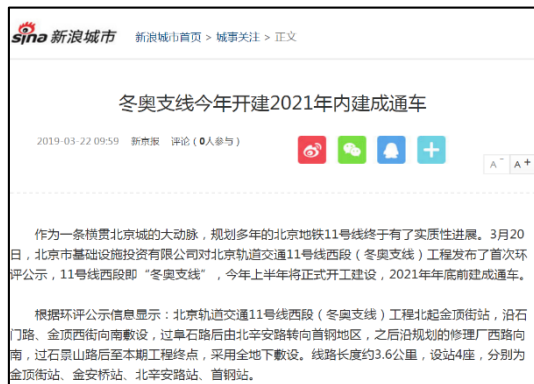 sina 新浪城市 新浪城市首页 > 城事关注 > 正文
冬奥支线今年开建2021年内建成通车
2019-03-22 09:59 新京报 评论(0人参与)
A- A+
作为一条横贯北京城的大动脉，规划多年的北京地铁11号线终于有了实质性进展。3月20
日，北京市基础设施投资有限公司对北京轨道交通11号线西段（冬奥支线）工程发布了首次环
评公示，11号线西段即“冬奥支线”，今年上半年将正式开工建设，2021年年底前建成通车。
根据环评公示信息显示：北京轨道交通11号线西段（冬奥支线）工程北起金顶街站，沿石
门路、金顶西街向南敷设，过阜石路后由北辛安路转向首钢地区，之后沿规划的修理厂西路向
南，过石景山路后至本期工程终点，采用全地下敷设。线路长度约3.6公里，设站4座，分别为
金顶街站、金安桥站、北辛安路站、首钢站。